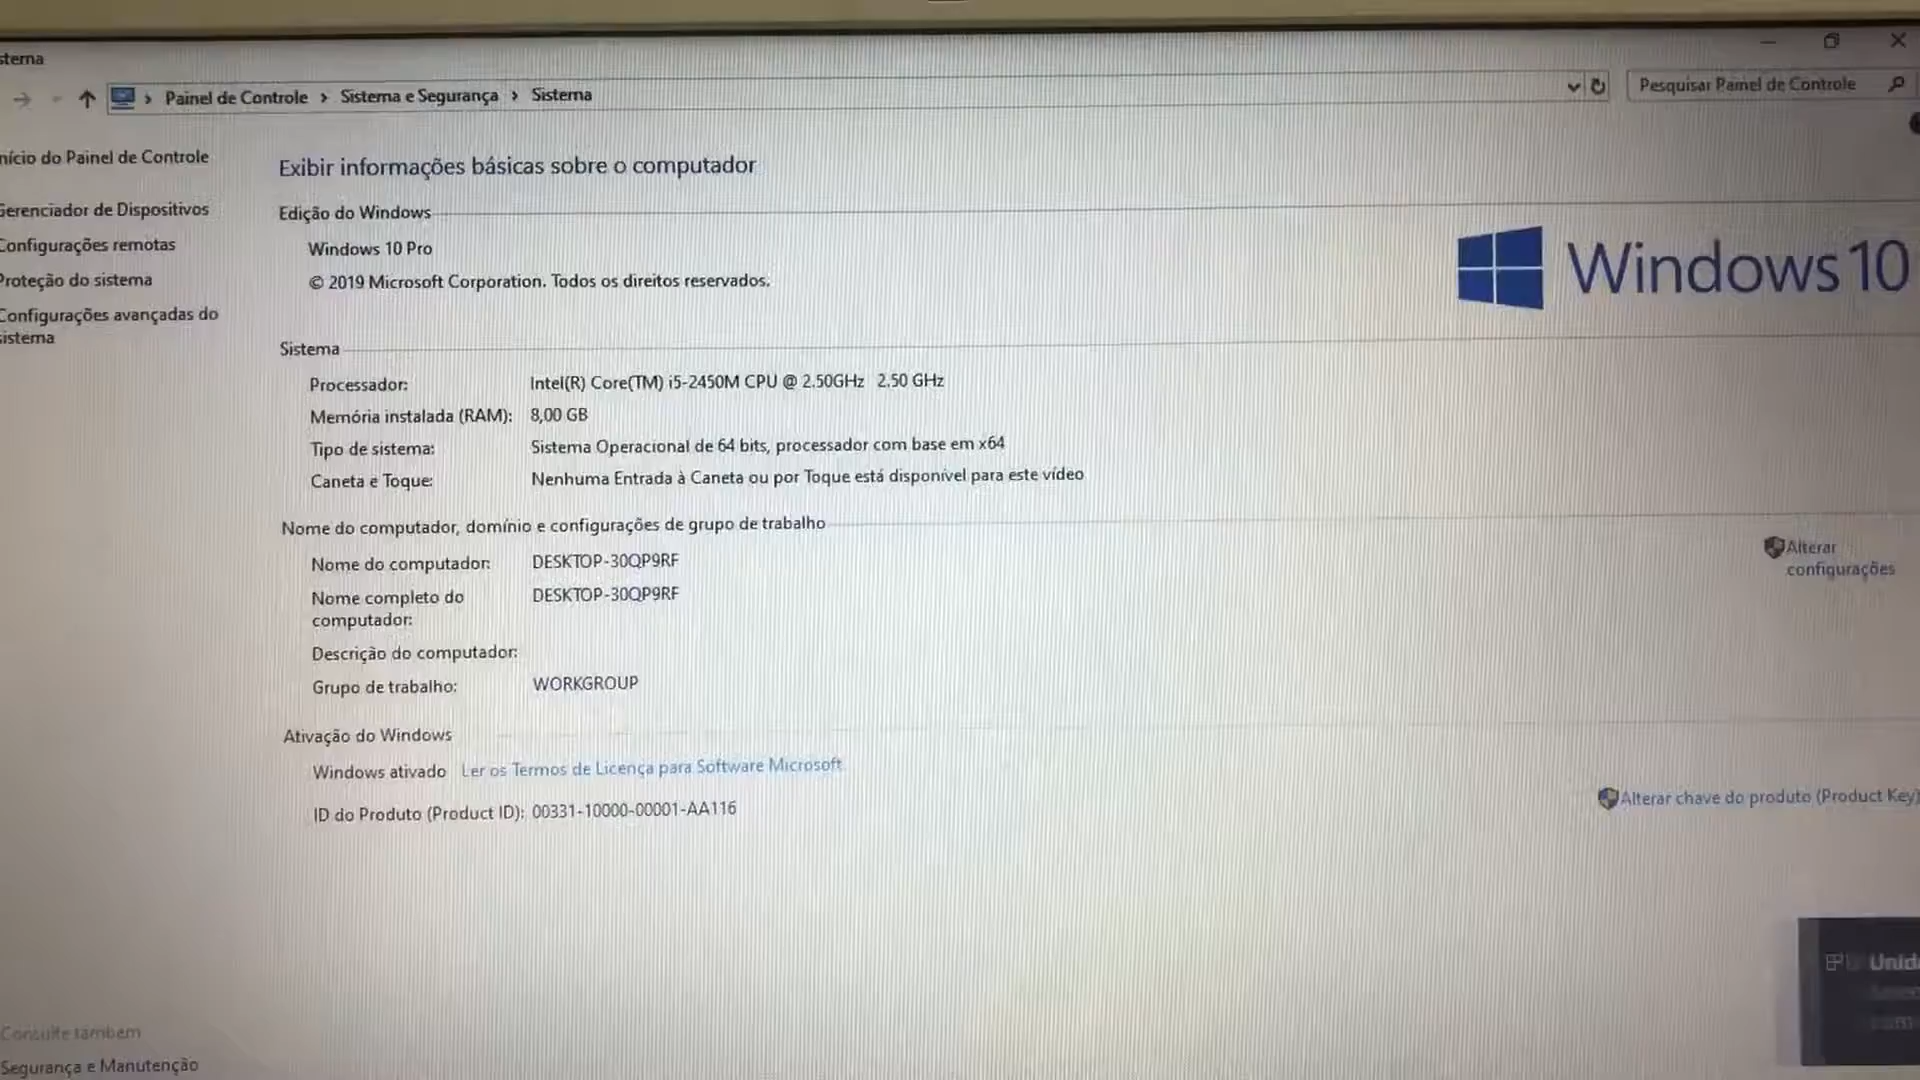 stema
Painel de Controle > Sistema e Segurança > Sistema
Pesquisar Painel de Controle
nício do Painel de Controle
Gerenciador de Dispositivos
Configurações remotas
Proteção do sistema
Configurações avançadas do
sistema
Exibir informações básicas sobre o computador
Edição do Windows
Windows 10 Pro
© 2019 Microsoft Corporation. Todos os direitos reservados.
Windows 10
Sistema
Processador: Intel(R) Core(TM) i5-2450M CPU @ 2.50GHz 2.50 GHz
Memória instalada (RAM): 8,00 GB
Tipo de sistema: Sistema Operacional de 64 bits, processador com base em x64
Caneta e Toque: Nenhuma Entrada à Caneta ou por Toque está disponível para este vídeo
Nome do computador, domínio e configurações de grupo de trabalho
Nome do computador: DESKTOP-30QP9RF
Nome completo do DESKTOP-30QP9RF
computador:
Descrição do computador:
Grupo de trabalho: WORKGROUP
Alterar
configurações
Ativação do Windows
Windows ativado Ler os Termos de Licença para Software Microsoft
ID do Produto (Product ID): 00331-10000-00001-AA116
Alterar chave do produto (Product Key)
Unid
Consulte também
Segurança e Manutenção